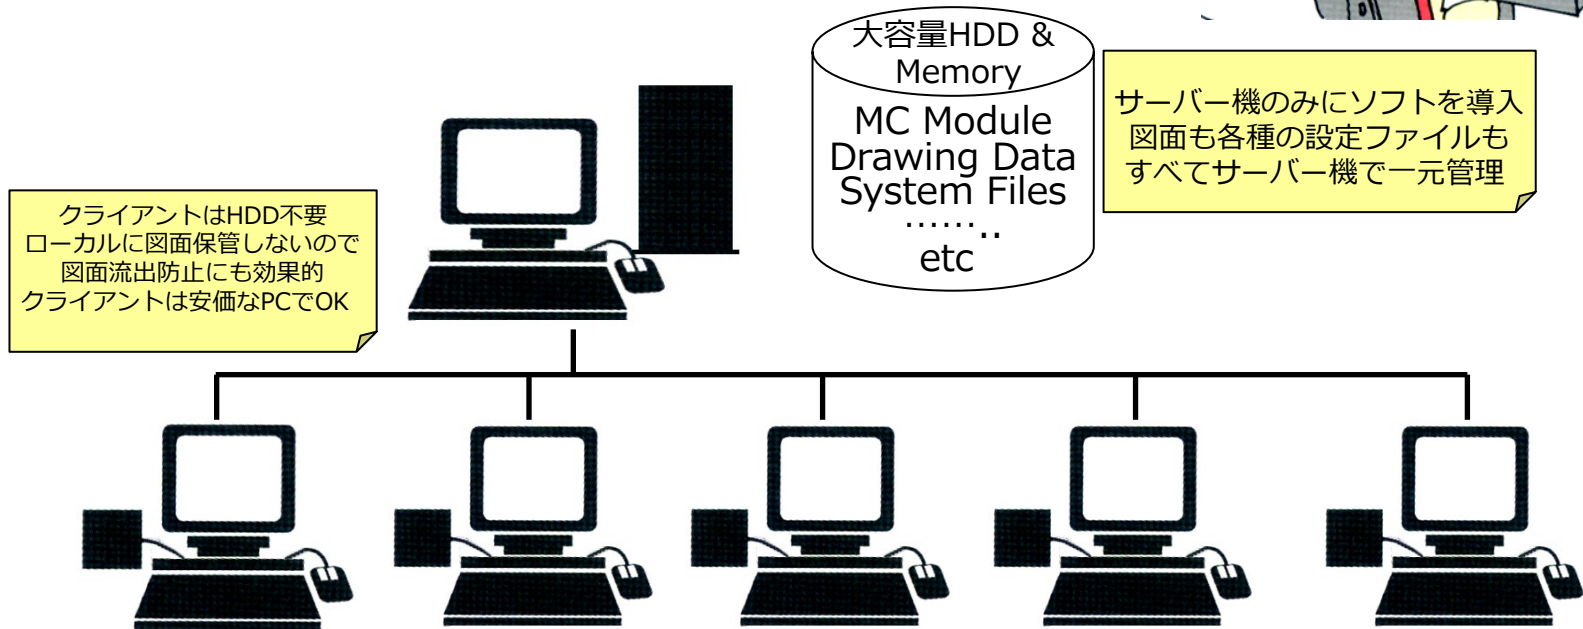 大容量HDD &
Memory
MC Module
Drawing Data
System Files
……..
etc
サーバー機のみにソフトを導入
図面も各種の設定ファイルも
すべてサーバー機で一元管理
クライアントはHDD不要
ローカルに図面保管しないので
図面流出防止にも効果的
クライアントは安価なPCでOK